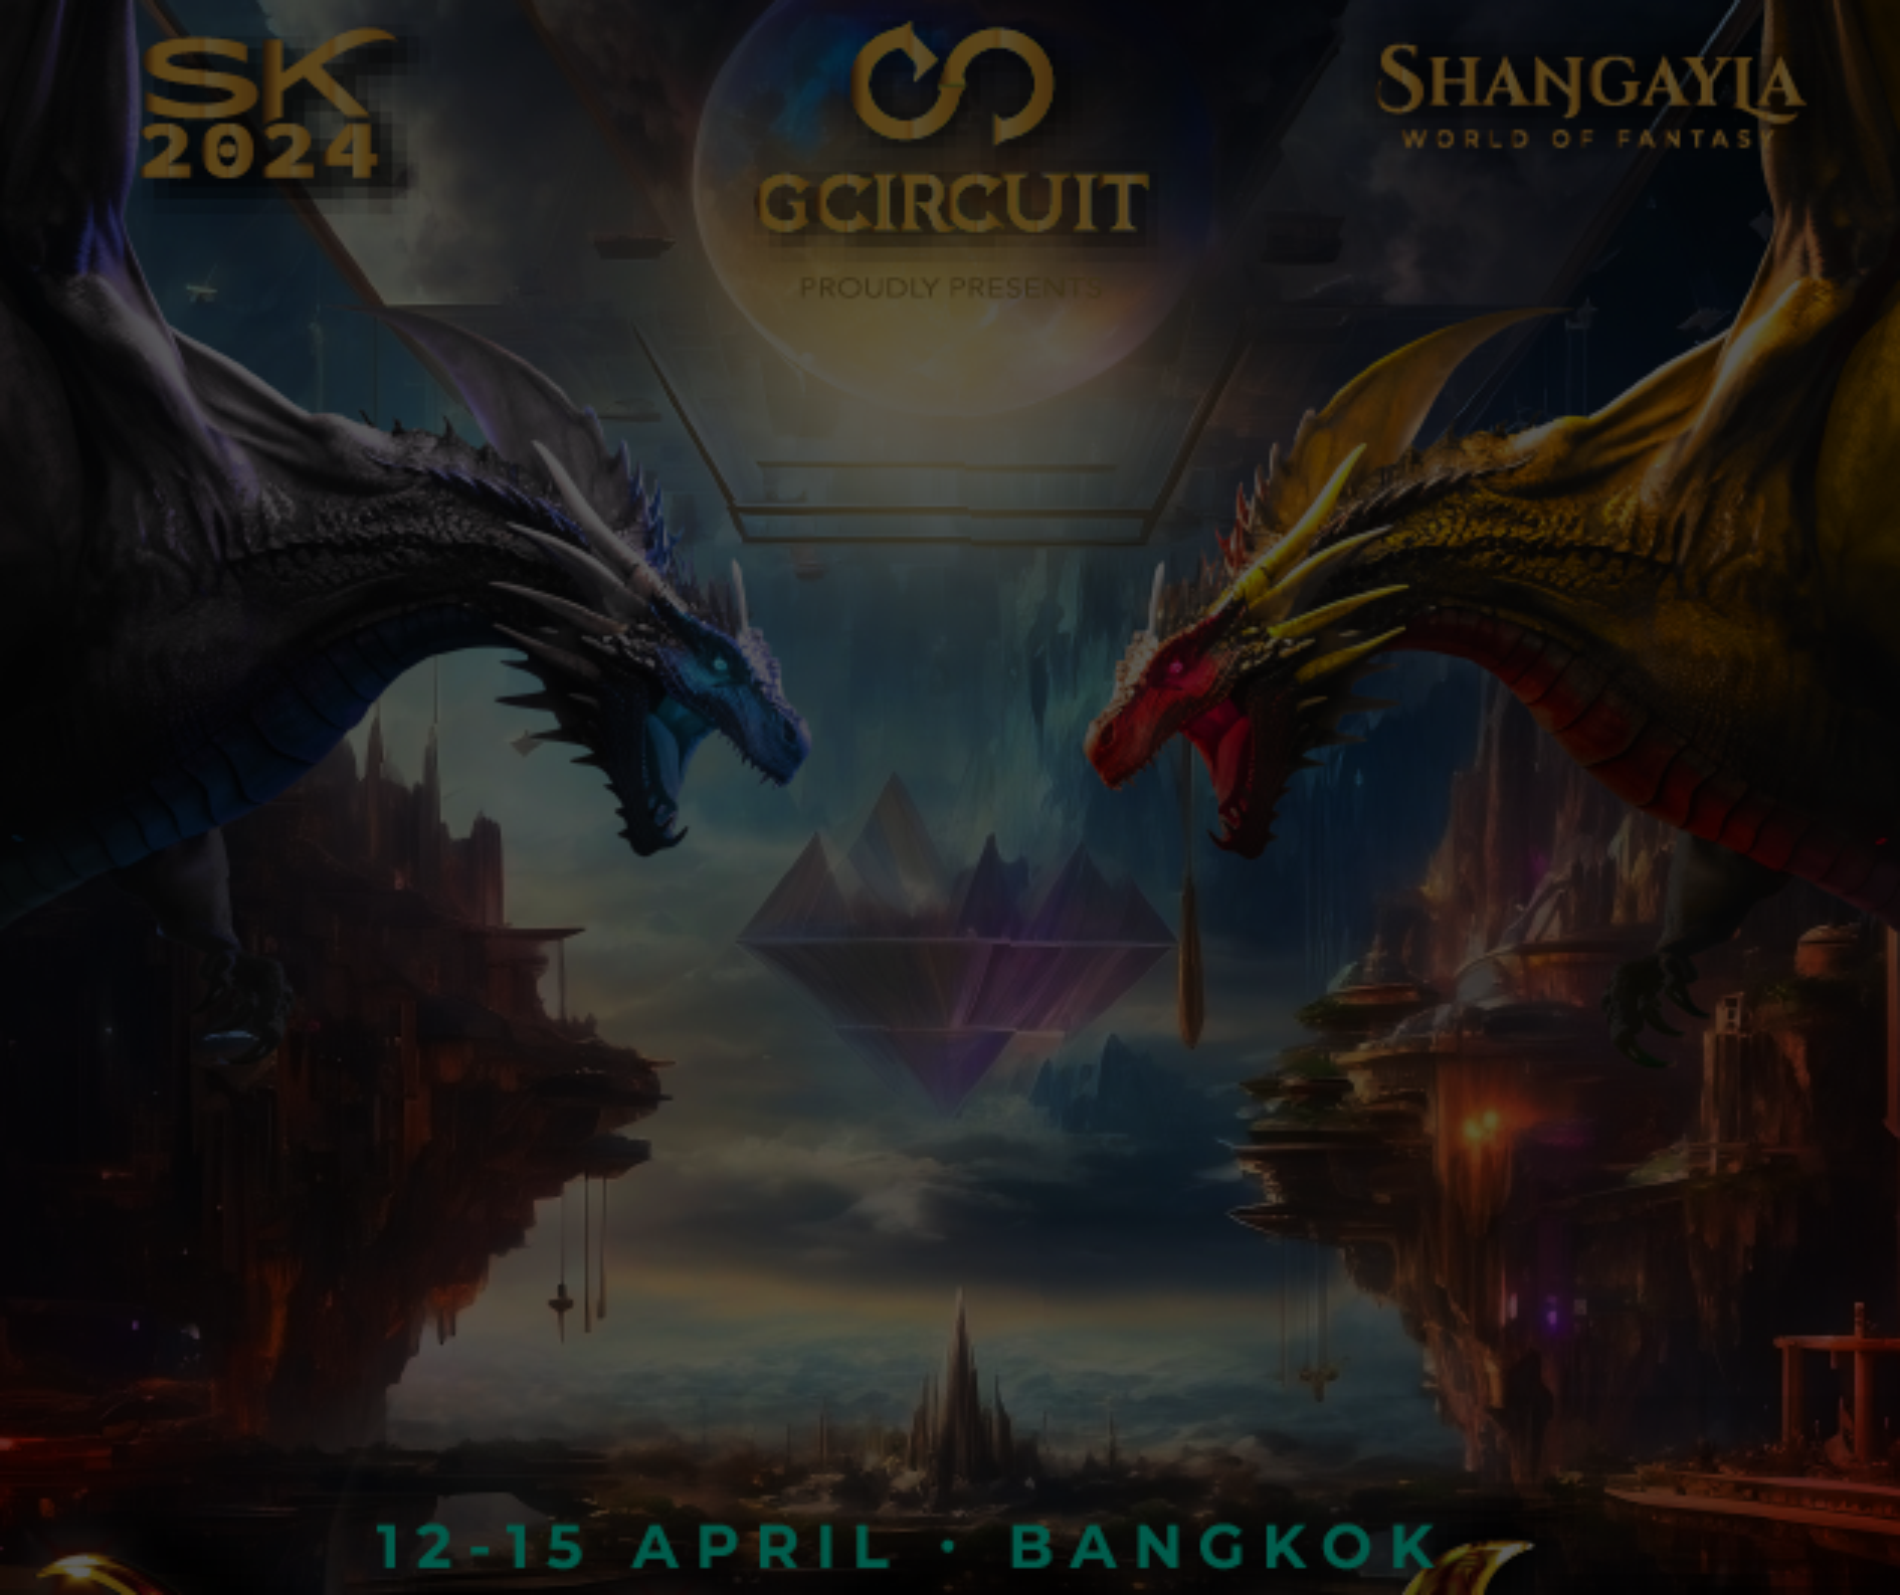 SK
2024
GCIRCUIT
PROUDLY PRESENTS
SHANGAYLA
WORLD OF FANTASY
12-15 APRIL • BANGKOK